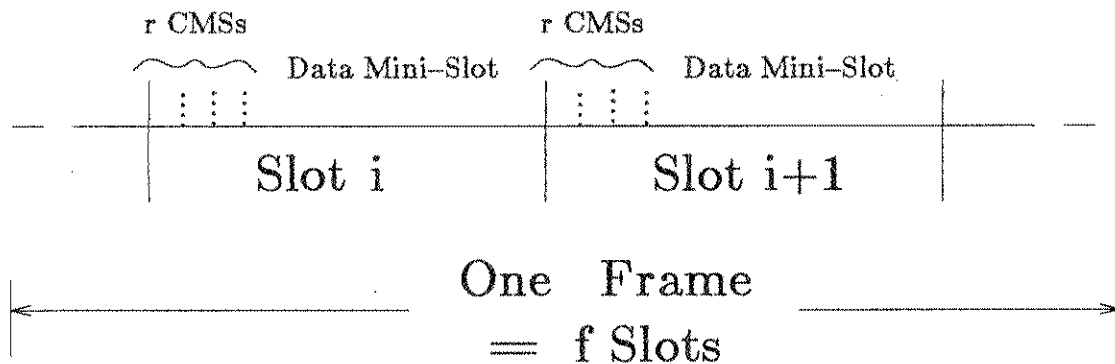 r CMSs
r CMSs
Data Mini–Slot
Data Mini–Slot
Slot i
Slot i+1
One Frame
= f Slots